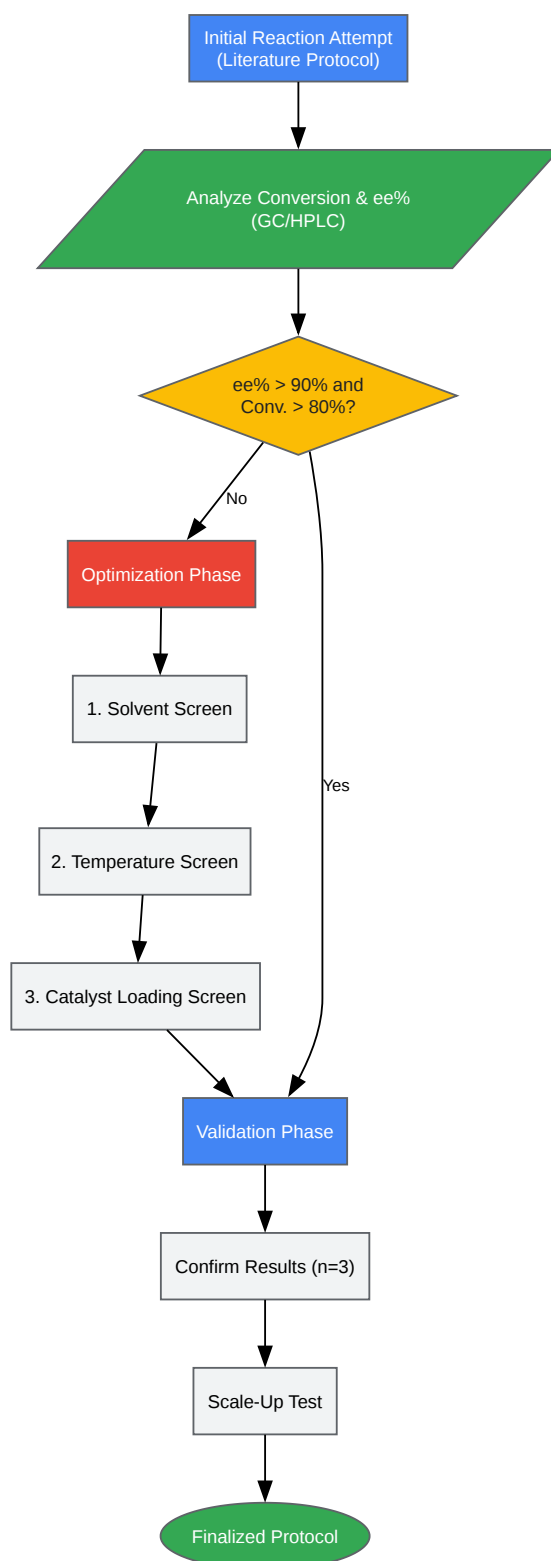 Initial Reaction Attempt
(Literature Protocol)
Analyze Conversion & ee%
(GC/HPLC)
ee% > 90% and
Conv. > 80%?
No
Optimization Phase
1. Solvent Screen
Yes
2. Temperature Screen
3. Catalyst Loading Screen
Validation Phase
Confirm Results (n=3)
Scale-Up Test
Finalized Protocol